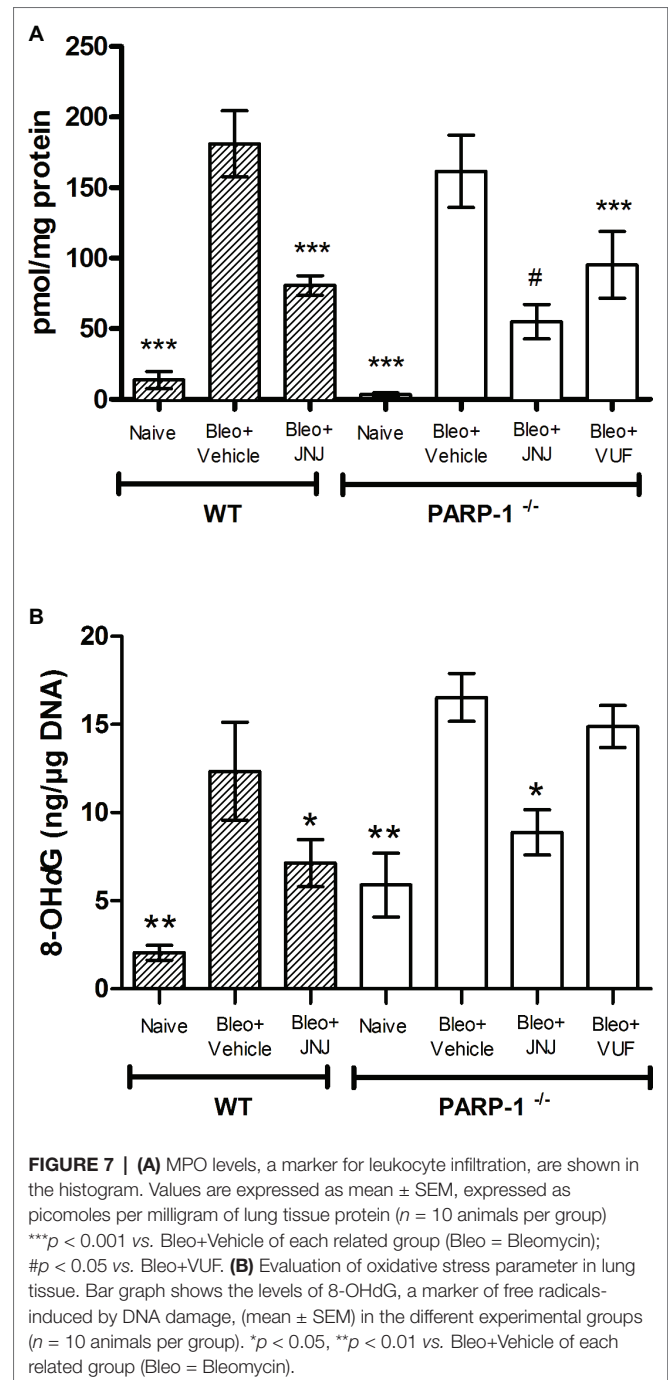 A
250
200
150
100
50
0
pmol/mg protein
***
***
***
#
***
Naive
Bleo+
Vehicle
Bleo+
JNJ
Naive
Bleo+
Vehicle
Bleo+
JNJ
Bleo+
VUF
WT
PARP-1 -/-
B
20
15
10
5
0
8-OHdG (ng/µg DNA)
**
*
**
*
Naive
Bleo+
Vehicle
Bleo+
JNJ
Naive
Bleo+
Vehicle
Bleo+
JNJ
Bleo+
VUF
WT
PARP-1 -/-
FIGURE 7 | (A) MPO levels, a marker for leukocyte infiltration, are shown in
the histogram. Values are expressed as mean ± SEM, expressed as
picomoles per milligram of lung tissue protein (n = 10 animals per group)
***p < 0.001 vs. Bleo+Vehicle of each related group (Bleo = Bleomycin);
#p < 0.05 vs. Bleo+VUF. (B) Evaluation of oxidative stress parameter in lung
tissue. Bar graph shows the levels of 8-OHdG, a marker of free radicals-
induced by DNA damage, (mean ± SEM) in the different experimental groups
(n = 10 animals per group). *p < 0.05, **p < 0.01 vs. Bleo+Vehicle of each
related group (Bleo = Bleomycin).